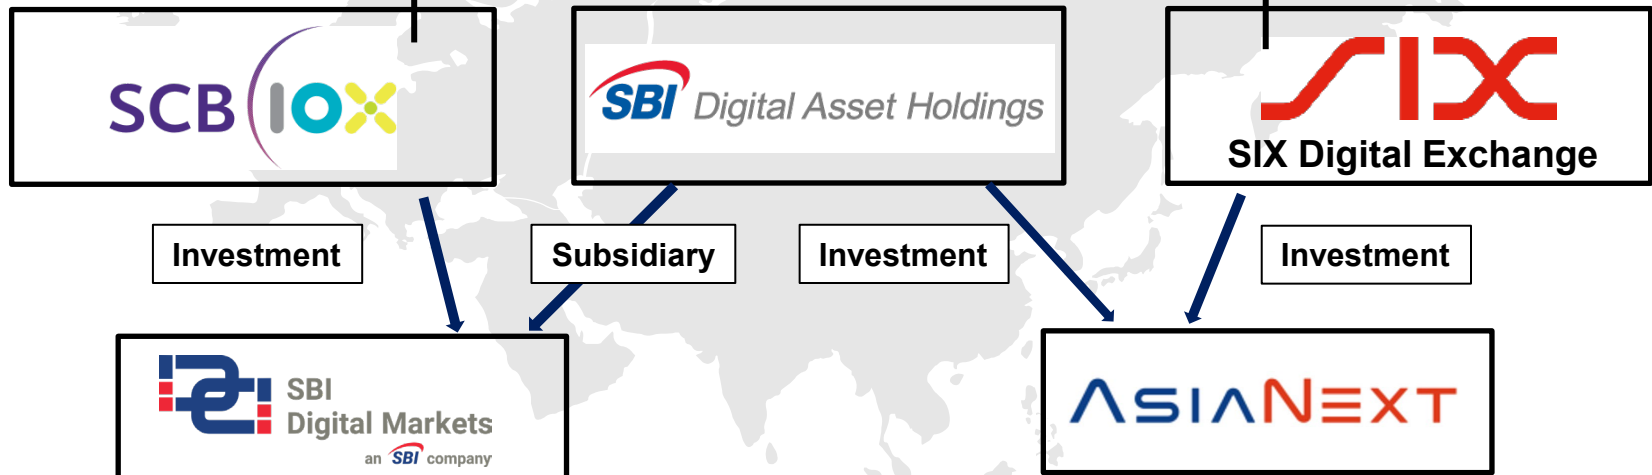 SCB 10X
SBI Digital Asset Holdings
SIX
SIX Digital Exchange
Investment
Subsidiary
Investment
Investment
SBI
Digital Markets
an SBI company
ASIANEXT